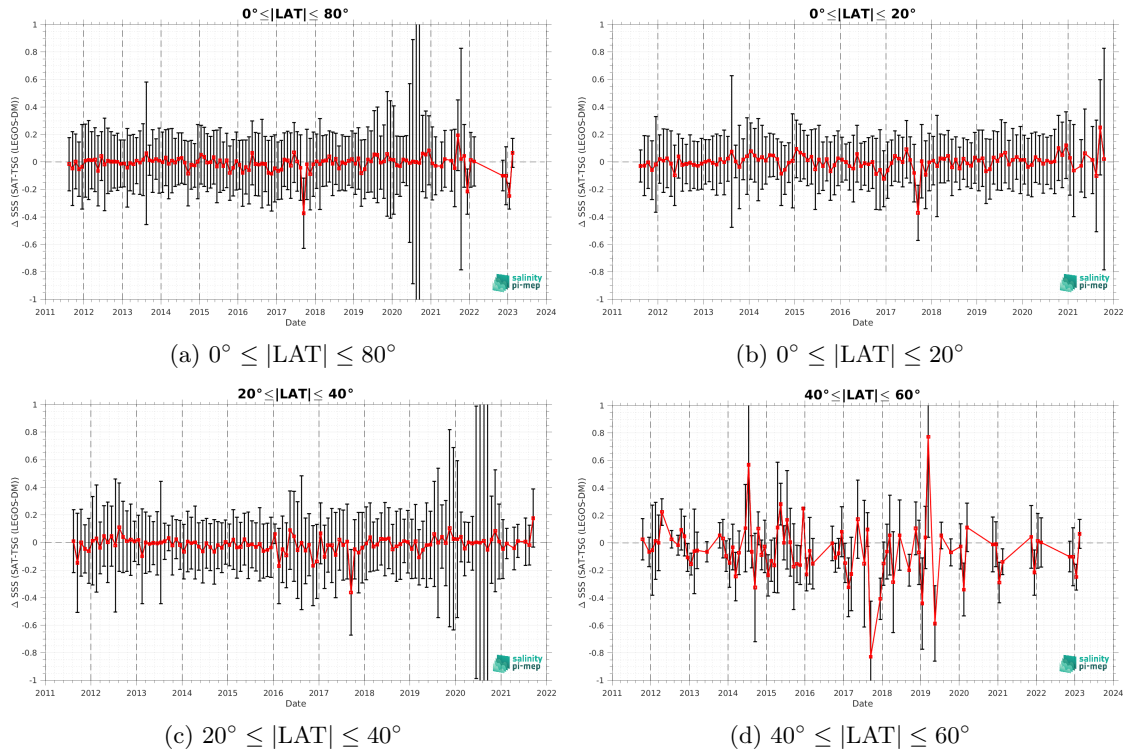 0°≤|LAT|≤ 80°
1
0.8
0.6
0.4
0.2
0
-0.2
-0.4
-0.6
-0.8
-1
Δ SSS (SAT-TSG (LEGOS-DM))
2011 2012 2013 2014 2015 2016 2017 2018 2019 2020 2021 2022 2023 2024
Date
salinity
pi-mep
(a) 0° ≤ |LAT| ≤ 80°
0°≤|LAT|≤ 20°
1
0.8
0.6
0.4
0.2
0
-0.2
-0.4
-0.6
-0.8
-1
Δ SSS (SAT-TSG (LEGOS-DM))
2011 2012 2013 2014 2015 2016 2017 2018 2019 2020 2021 2022
Date
salinity
pi-mep
(b) 0° ≤ |LAT| ≤ 20°
20°≤|LAT|≤ 40°
1
0.8
0.6
0.4
0.2
0
-0.2
-0.4
-0.6
-0.8
-1
Δ SSS (SAT-TSG (LEGOS-DM))
2011 2012 2013 2014 2015 2016 2017 2018 2019 2020 2021 2022
Date
salinity
pi-mep
(c) 20° ≤ |LAT| ≤ 40°
40°≤|LAT|≤ 60°
1
0.8
0.6
0.4
0.2
0
-0.2
-0.4
-0.6
-0.8
-1
Δ SSS (SAT-TSG (LEGOS-DM))
2011 2012 2013 2014 2015 2016 2017 2018 2019 2020 2021 2022 2023 2024
Date
salinity
pi-mep
(d) 40° ≤ |LAT| ≤ 60°